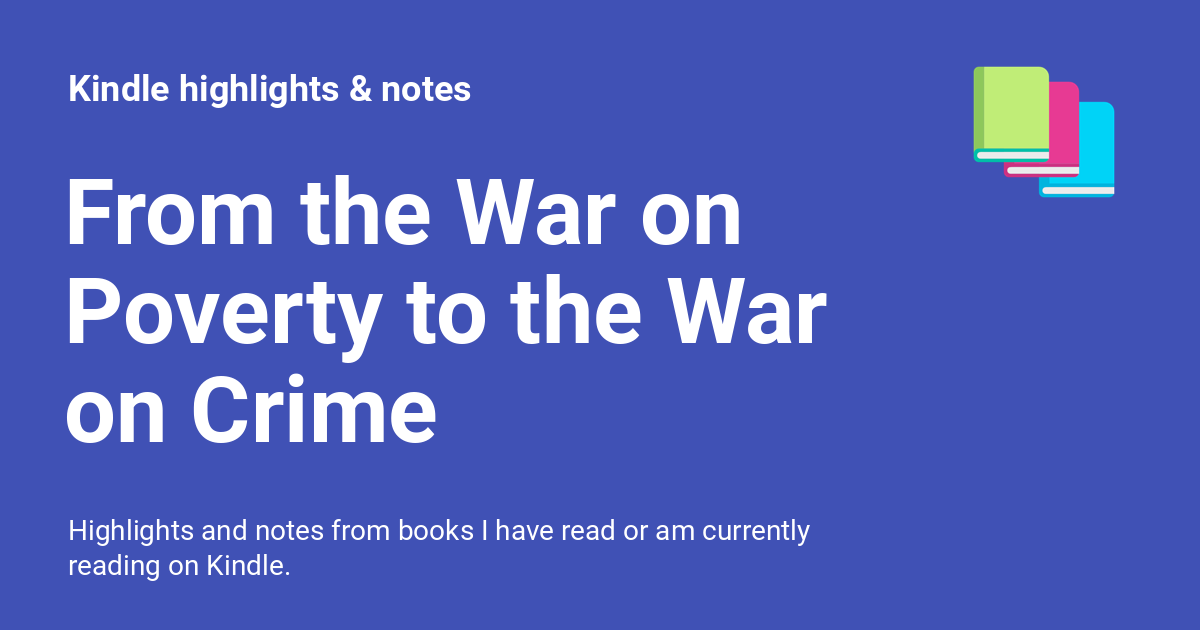 Kindle highlights & notes
From the War on
Poverty to the War
on Crime
Highlights and notes from books I have read or am currently
reading on Kindle.